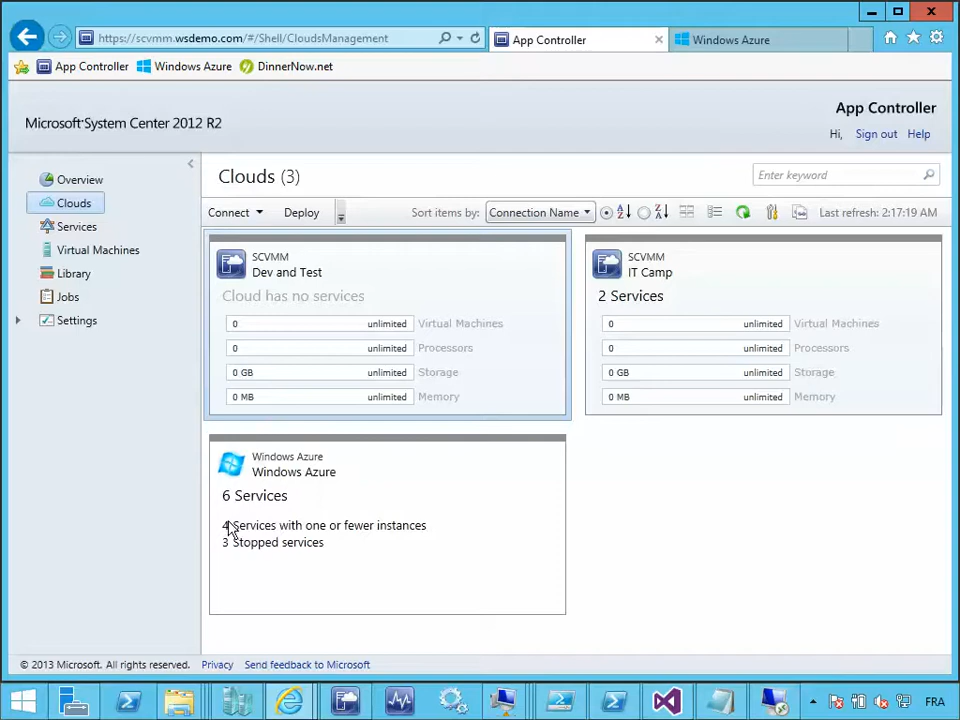 https://scvmm.wsdemo.com/#/Shell/CloudsManagement
App Controller
Windows Azure
App Controller
Windows Azure
DinnerNow.net
Microsoft System Center 2012 R2
App Controller
Hi,
Sign out
Help
Overview
Clouds
Services
Virtual Machines
Library
Jobs
Settings
Clouds (3)
Enter keyword
Connect
Deploy
Sort items by:
Connection Name
Last refresh: 2:17:19 AM
SCVMM
Dev and Test
Cloud has no services
0 unlimited Virtual Machines
0 unlimited Processors
0 GB unlimited Storage
0 MB unlimited Memory
SCVMM
IT Camp
2 Services
0 unlimited Virtual Machines
0 unlimited Processors
0 GB unlimited Storage
0 MB unlimited Memory
Windows Azure
Windows Azure
6 Services
4 Services with one or fewer instances
3 Stopped services
© 2013 Microsoft. All rights reserved.
Privacy
Send feedback to Microsoft
FRA